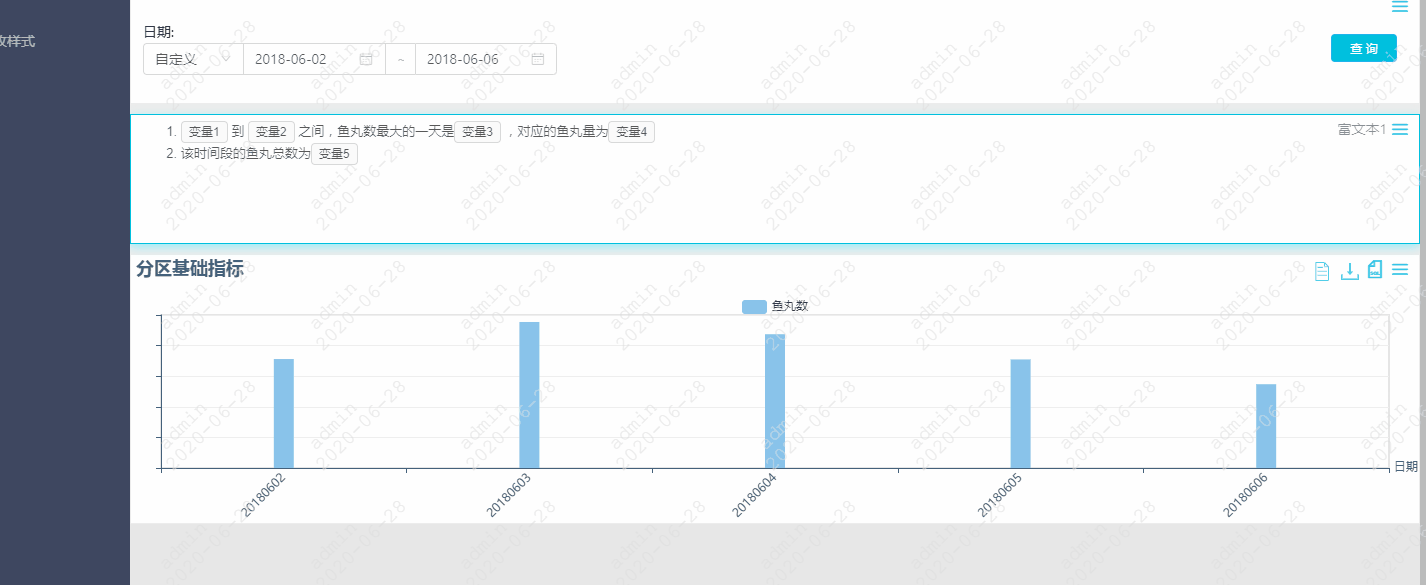 改样式
日期:
自定义 2018-06-02 ~ 2018-06-06
查 询
1. 变量1 到 变量2 之间，鱼丸数最大的一天是 变量3 ，对应的鱼丸量为 变量4
富文本1
2. 该时间段的鱼丸总数为 变量5
分区基础指标
鱼丸数
日期
20180602 20180603 20180604 20180605 20180606
admin
2020-06-28